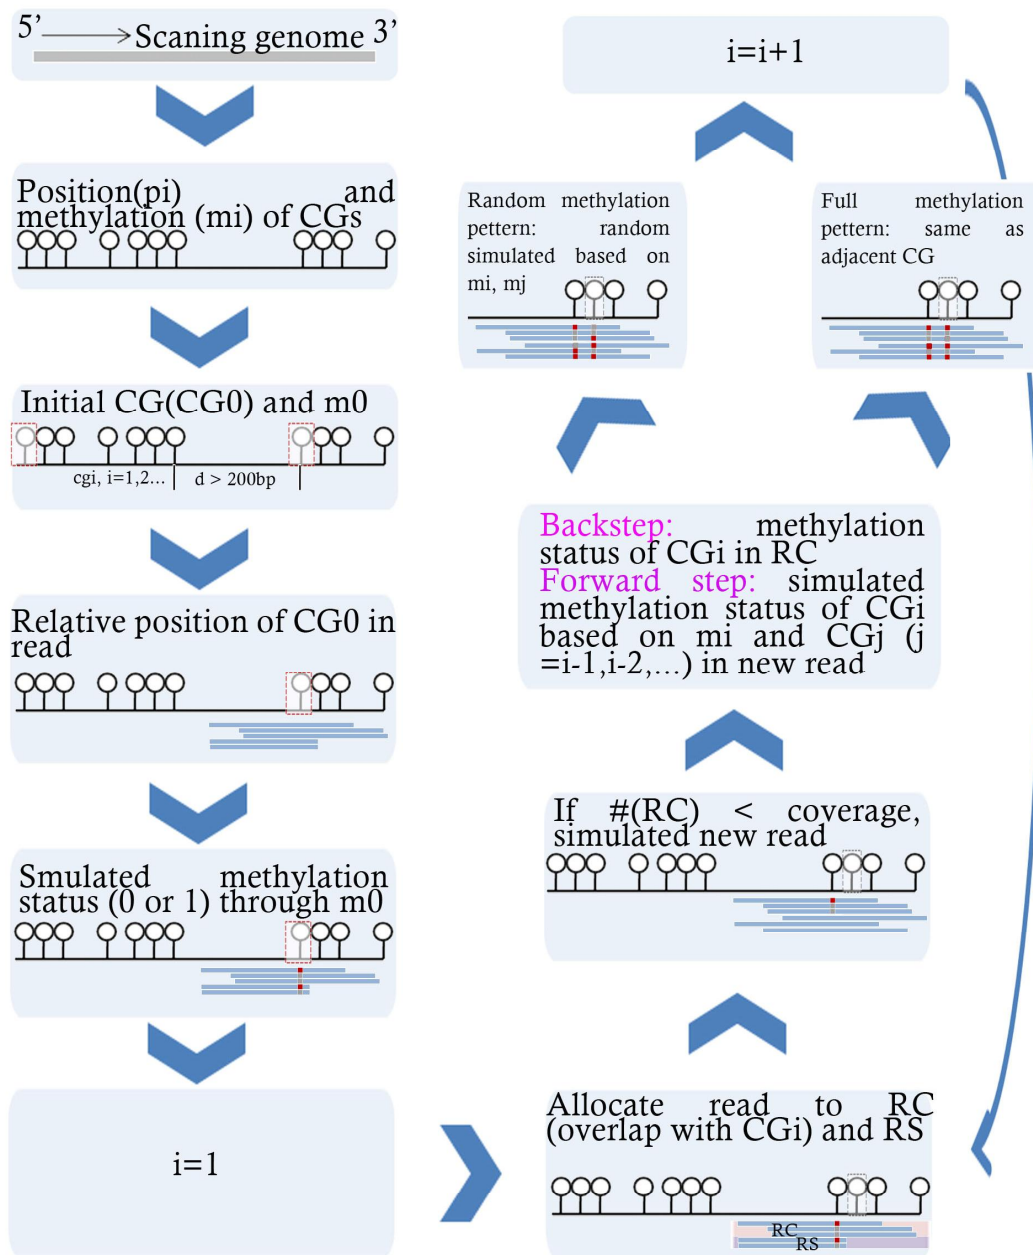 5’ Scaning genome 3’
Position(pi) and
methylation (mi) of CGs
Initial CG(CG0) and m0
cgi, i=1,2... d > 200bp
Relative position of CG0 in
read
Smulated methylation
status (0 or 1) through m0
i=1
Allocate read to RC
(overlap with CGi) and RS
RC
RS
If #(RC) < coverage,
simulated new read
Backstep: methylation
status of CGi in RC
Forward step: simulated
methylation status of CGi
based on mi and CGj (j
=i-1,i-2,...) in new read
Random methylation
pettern: random
simulated based on
mi, mj
Full methylation
pettern: same as
adjacent CG
i=i+1